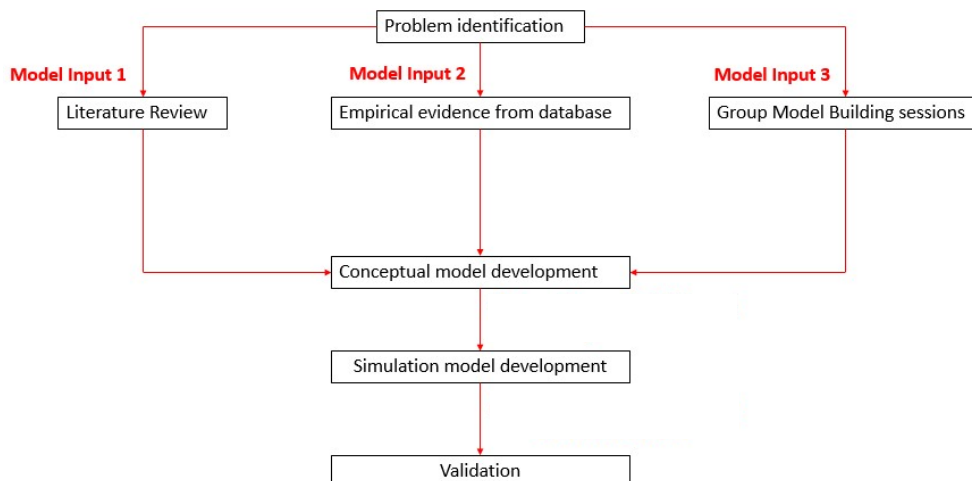 Problem identification
Model Input 1
Model Input 2
Model Input 3
Literature Review
Empirical evidence from database
Group Model Building sessions
Conceptual model development
Simulation model development
Validation